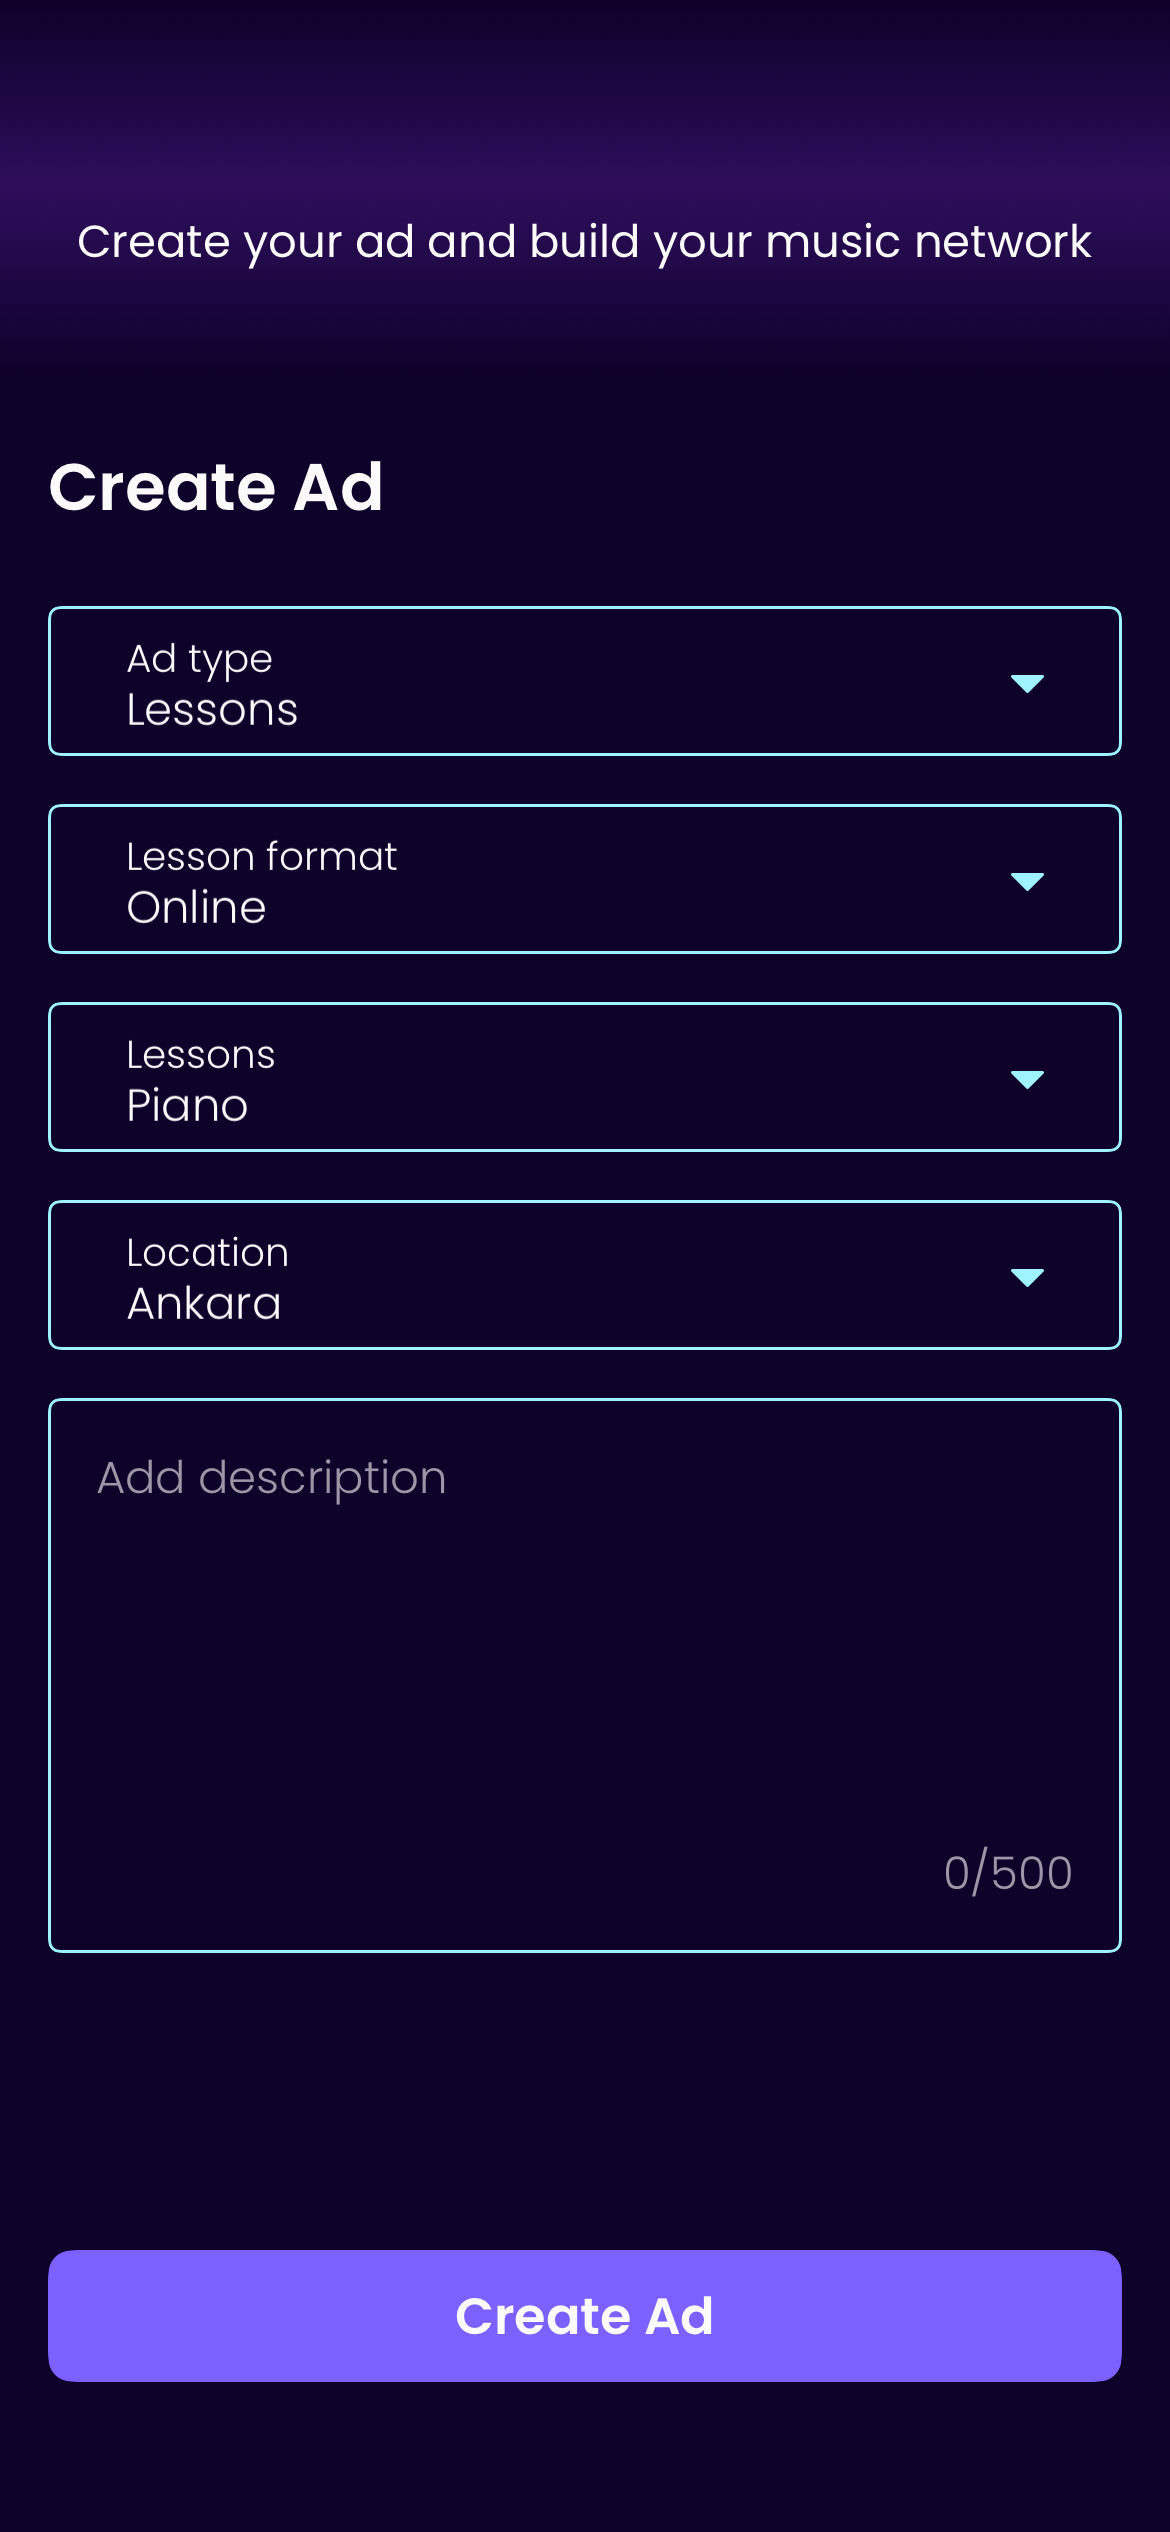 Create your ad and build your music network
Create Ad
Ad type
Lessons
Lesson format
Online
Lessons
Piano
Location
Ankara
Add description
0/500
Create Ad